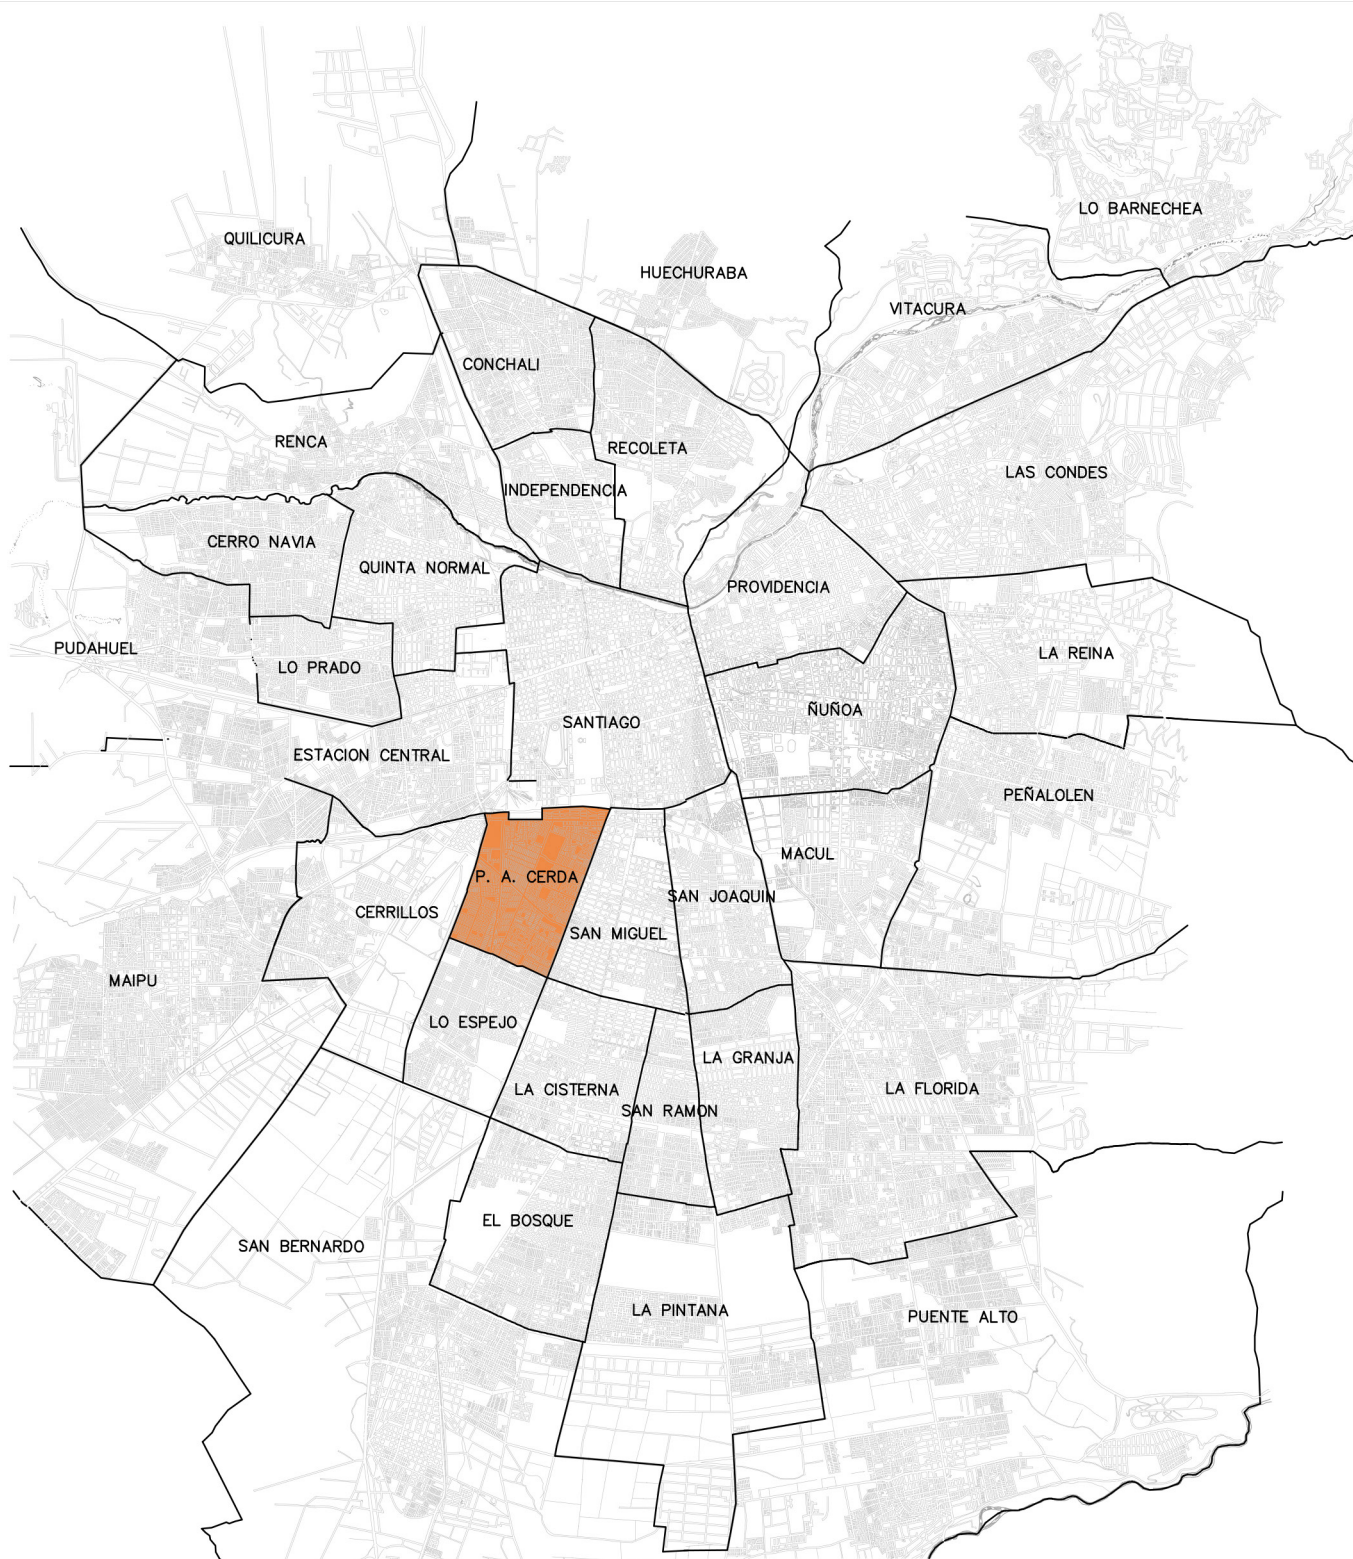 LO BARNECHEA
QUILICURA
HUECHURABA
VITACURA
CONCHALI
RENCA
RECOLETA
LAS CONDES
INDEPENDENCIA
CERRO NAVIA
QUINTA NORMAL
PROVIDENCIA
PUDAHUEL
LA REINA
LO PRADO
ÑUÑOA
SANTIAGO
ESTACION CENTRAL
PEÑALOLEN
MACUL
P. A. CERDA
SAN JOAQUIN
CERRILLOS
SAN MIGUEL
MAIPU
LO ESPEJO
LA GRANJA
LA CISTERNA
LA FLORIDA
SAN RAMON
EL BOSQUE
SAN BERNARDO
LA PINTANA
PUENTE ALTO